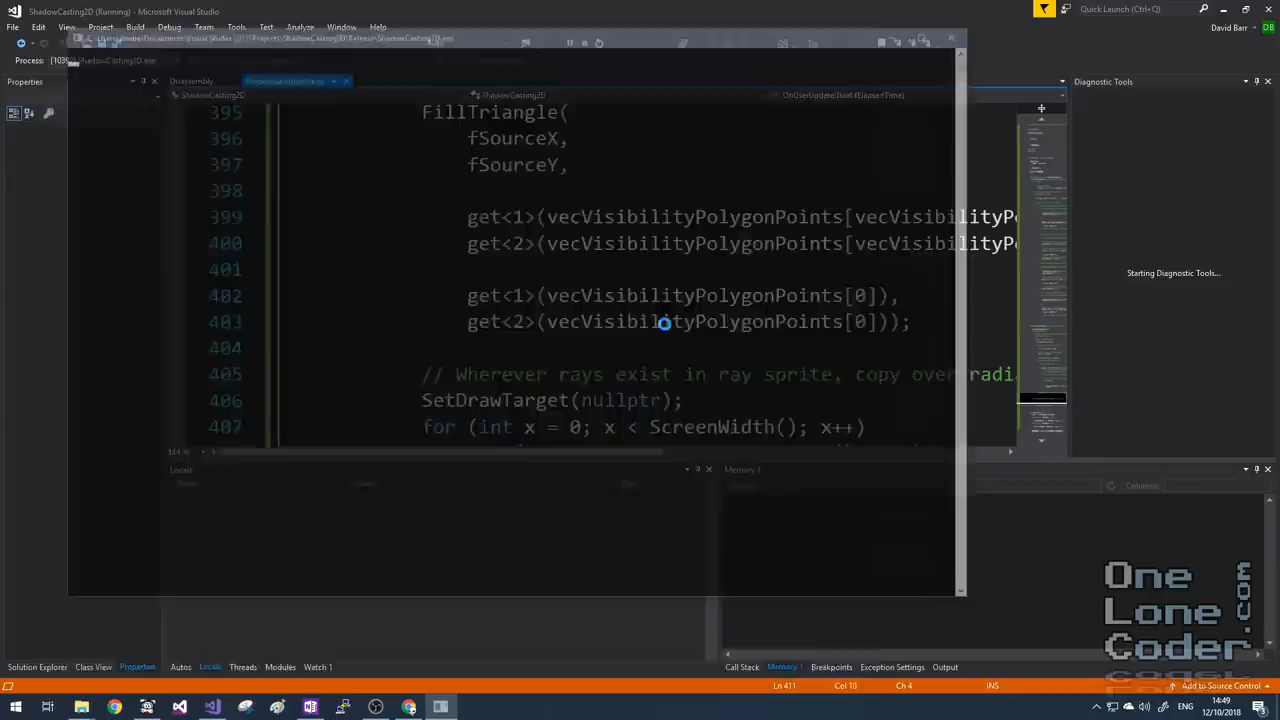 ShadowCasting2D (Running) - Microsoft Visual Studio
Quick Launch (Ctrl+Q)
File Edit View Project Build Debug Team Tools Architecture Test Analyze Window Help
David Barr DB
Process:
Properties
Disassembly
Diagnostic Tools
ShadowCasting2D
ShadowCasting2D
OnUserUpdate(float fElapsedTime)
395 FillTriangle(
396 fSourceX,
397 fSourceY,
398
399 get<1>(vecVisibilityPolygonPoints[vecVisibilityPo
400 get<2>(vecVisibilityPolygonPoints[vecVisibilityPo
401
402 get<1>(vecVisibilityPolygonPoints[0]),
403 get<2>(vecVisibilityPolygonPoints[0]));
404
405 // Wherever rays exist in ray sprite, copy over radi
406 SetDrawTarget(nullptr);
407 for (int x = 0; x < ScreenWidth(); x++)
Starting Diagnostic Tools...
164 %
Locals
Memory 1
Columns:
One
Lone
Coder
.com
Solution Explorer Class View Properties
Autos Locals Threads Modules Watch 1
Call Stack Memory 1 Breakpoints Exception Settings Output
Ln 411 Col 10 Ch 4 INS
Add to Source Control
ENG
14:49
12/10/2018